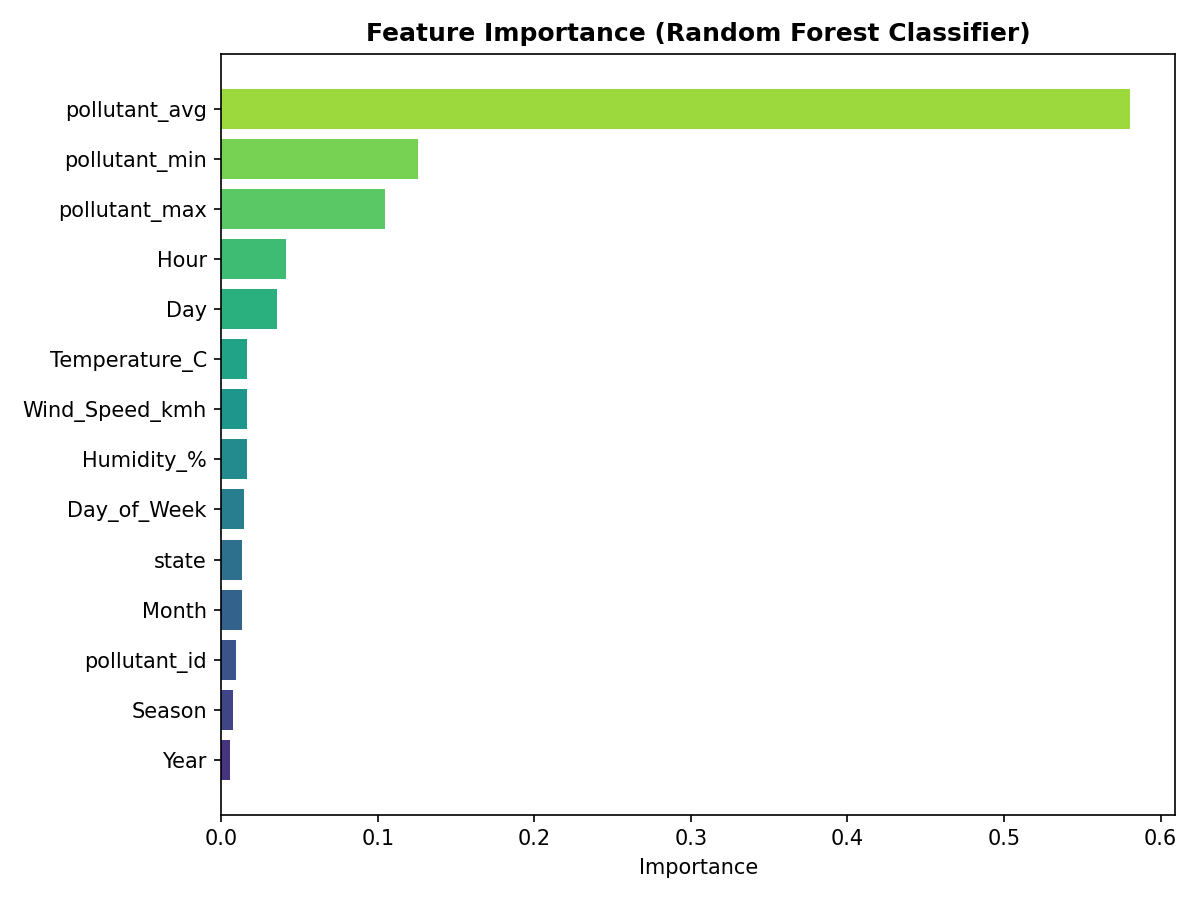 Feature Importance (Random Forest Classifier)
pollutant_avg
pollutant_min
pollutant_max
Hour
Day
Temperature_C
Wind_Speed_kmh
Humidity_%
Day_of_Week
state
Month
pollutant_id
Season
Year
0.0 0.1 0.2 0.3 0.4 0.5 0.6
Importance